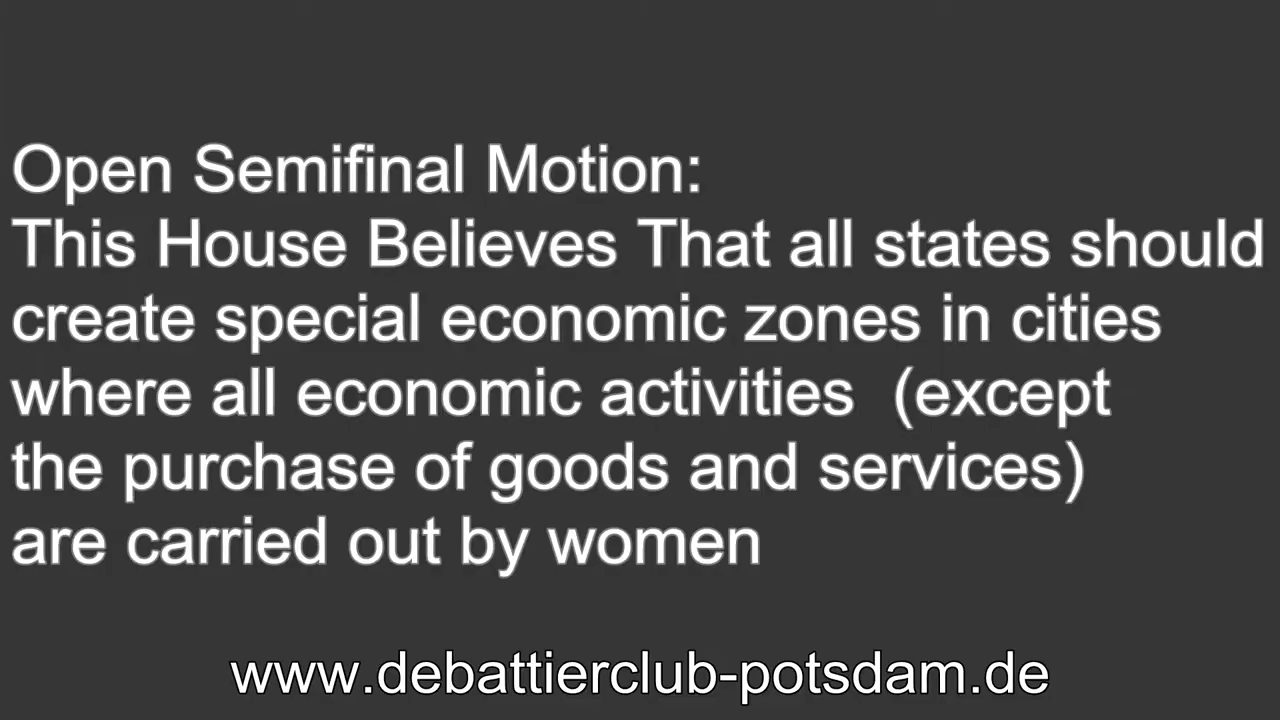 Open Semifinal Motion:
This House Believes That all states should
create special economic zones in cities
where all economic activities  (except
the purchase of goods and services)
are carried out by women
www.debattierclub-potsdam.de